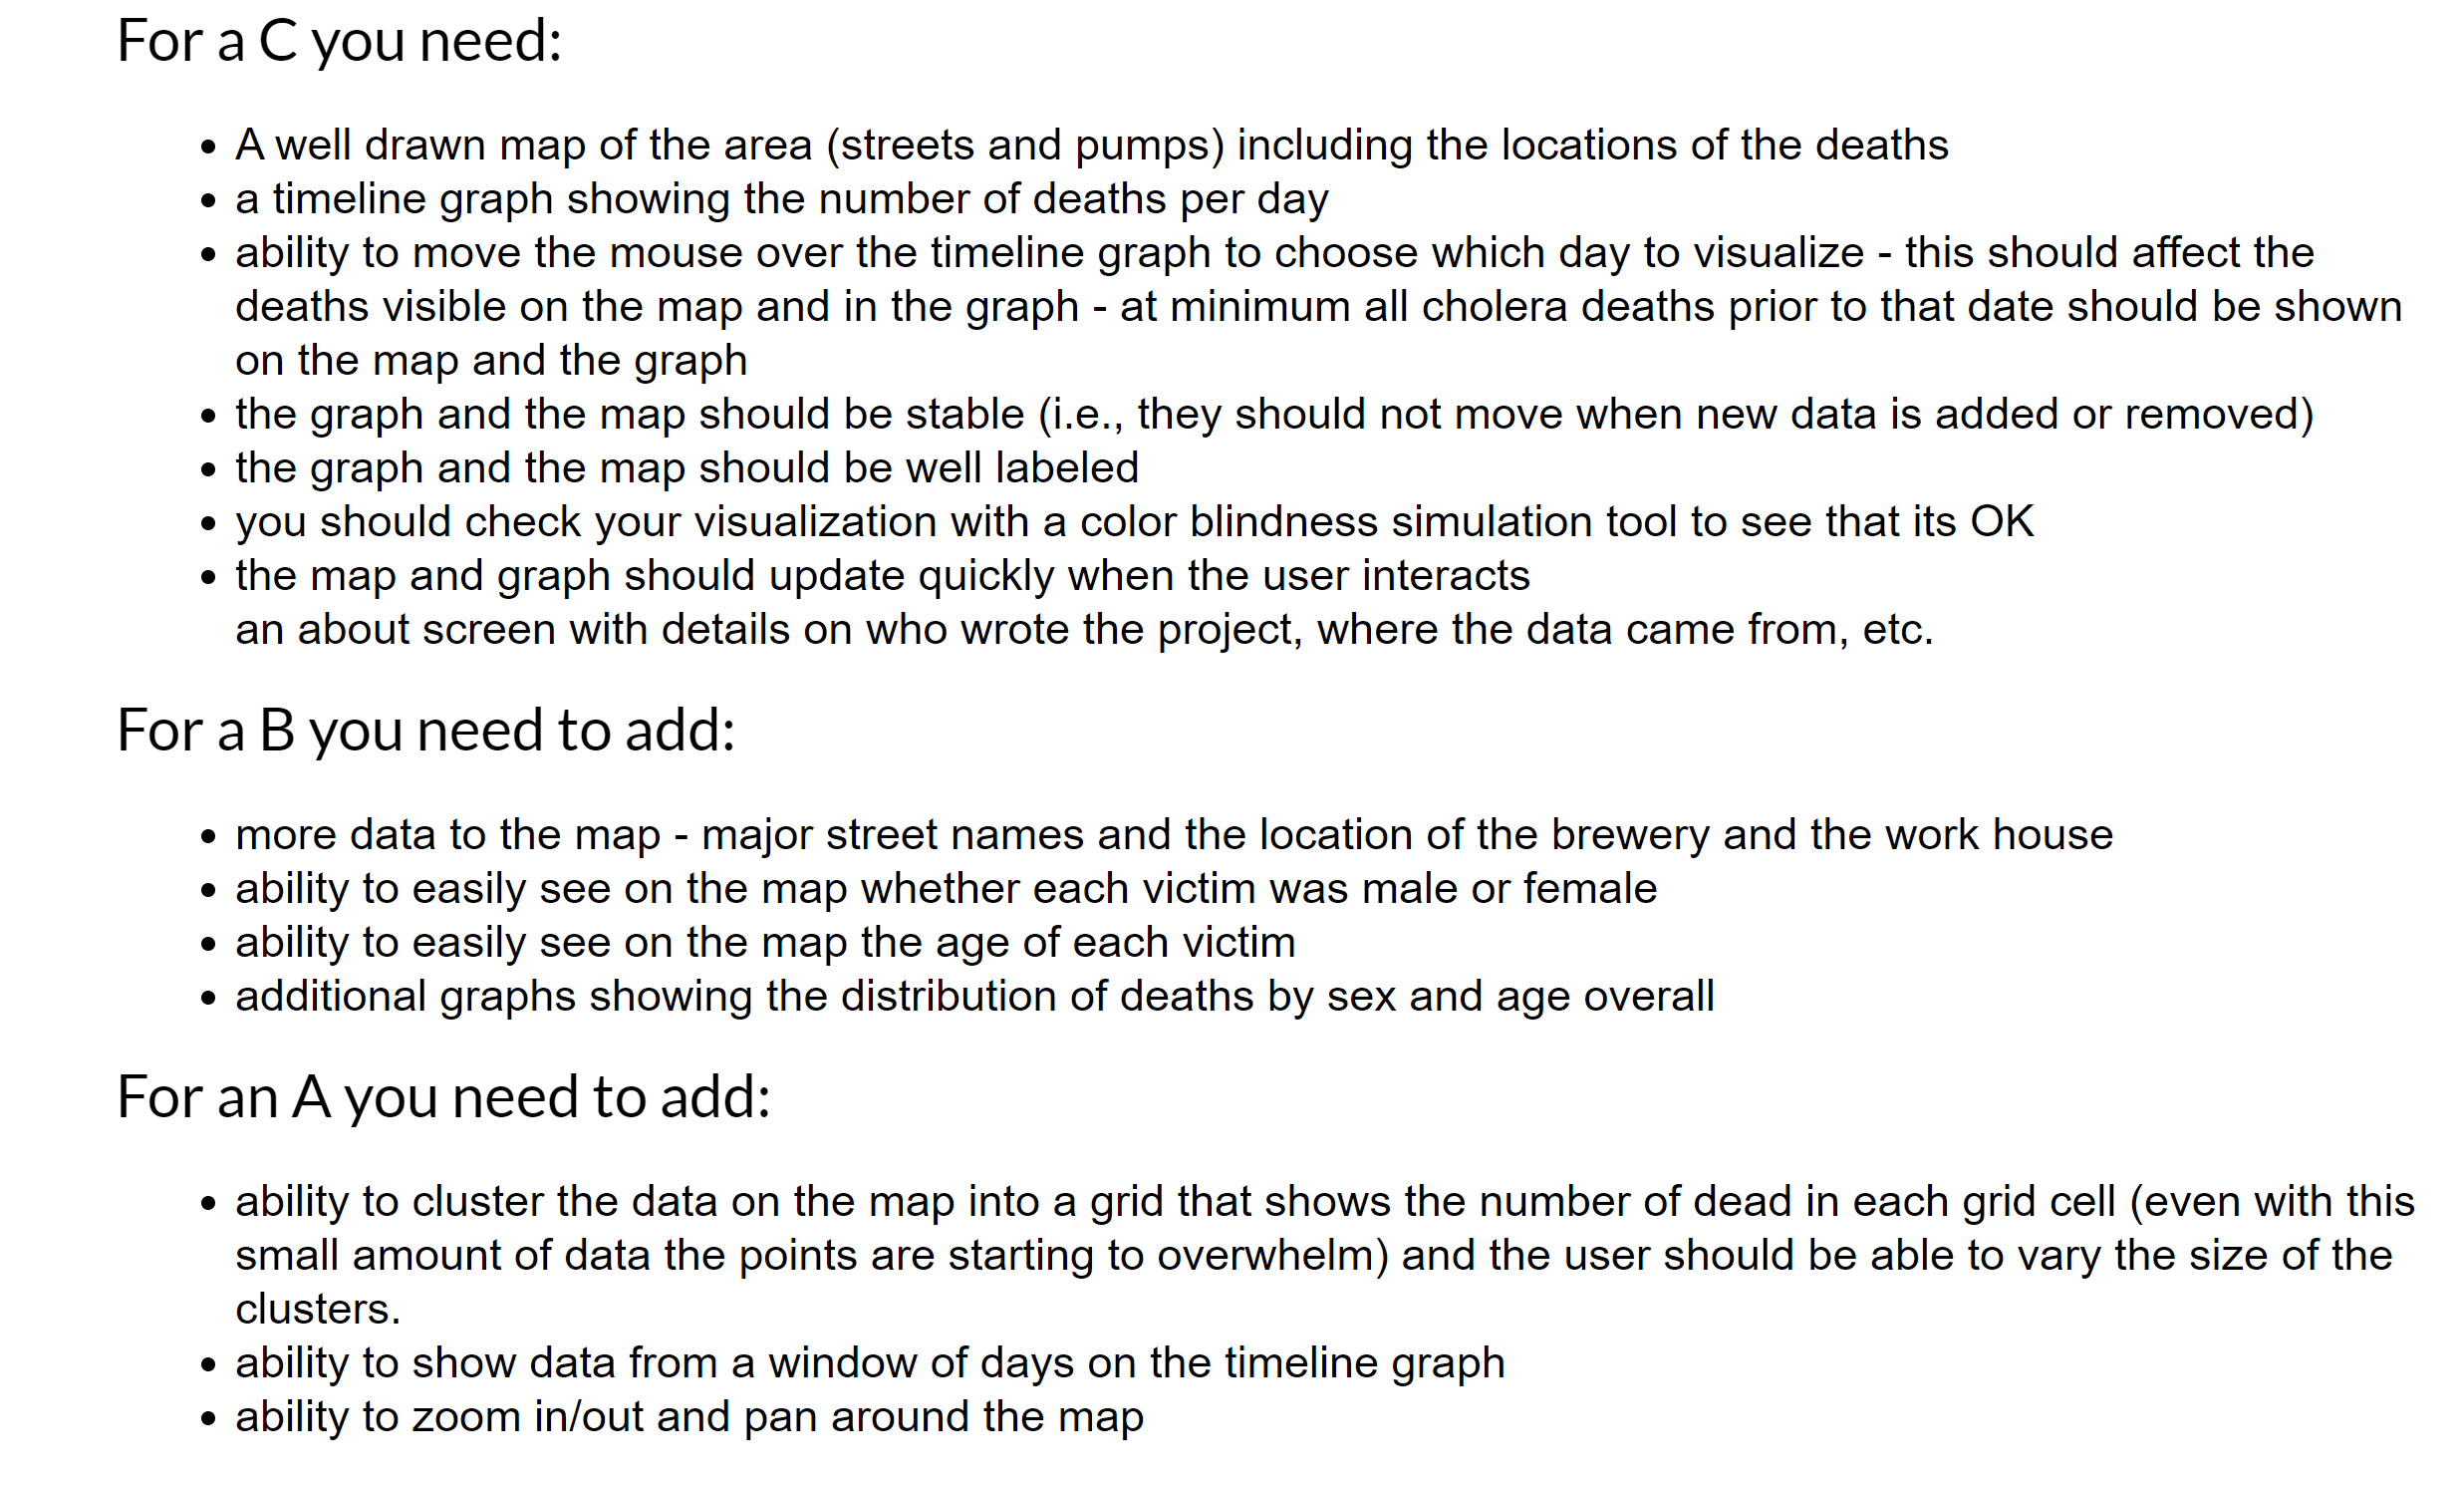 For a C you need:
• A well drawn map of the area (streets and pumps) including the locations of the deaths
• a timeline graph showing the number of deaths per day
• ability to move the mouse over the timeline graph to choose which day to visualize - this should affect the
deaths visible on the map and in the graph - at minimum all cholera deaths prior to that date should be shown
on the map and the graph
• the graph and the map should be stable (i.e., they should not move when new data is added or removed)
• the graph and the map should be well labeled
• you should check your visualization with a color blindness simulation tool to see that its OK
• the map and graph should update quickly when the user interacts
an about screen with details on who wrote the project, where the data came from, etc.
For a B you need to add:
• more data to the map - major street names and the location of the brewery and the work house
• ability to easily see on the map whether each victim was male or female
• ability to easily see on the map the age of each victim
• additional graphs showing the distribution of deaths by sex and age overall
For an A you need to add:
• ability to cluster the data on the map into a grid that shows the number of dead in each grid cell (even with this
small amount of data the points are starting to overwhelm) and the user should be able to vary the size of the
clusters.
• ability to show data from a window of days on the timeline graph
• ability to zoom in/out and pan around the map